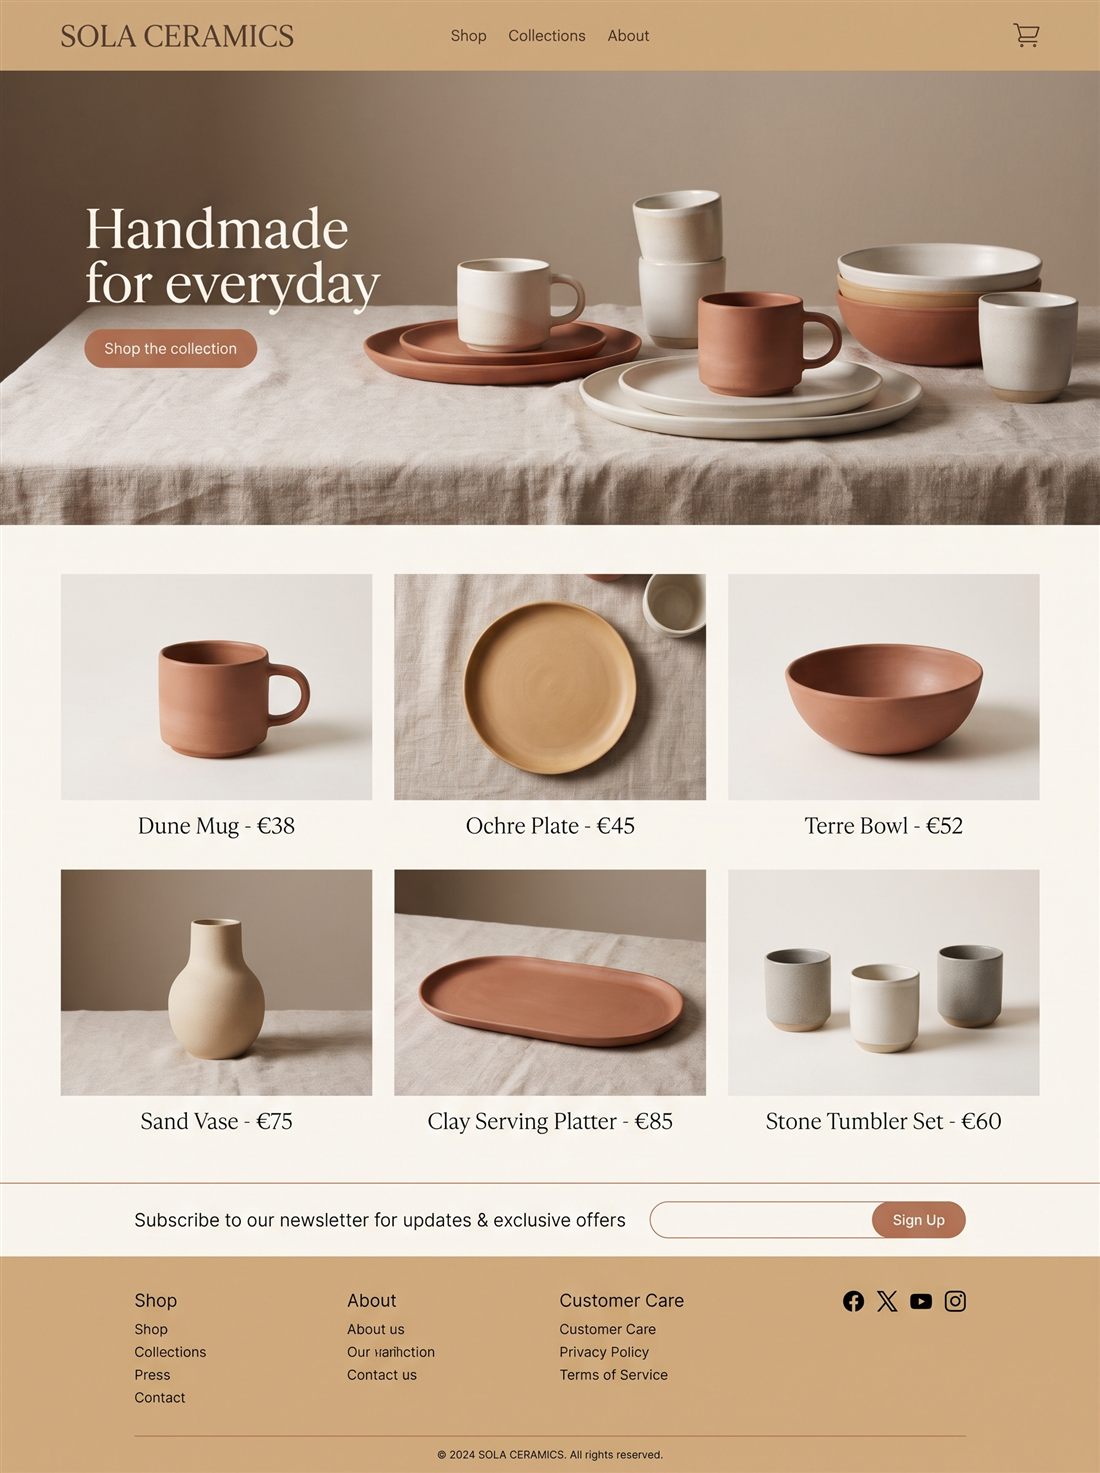 SOLA CERAMICS
Shop Collections About
Handmade
for everyday
Shop the collection
Dune Mug - €38
Ochre Plate - €45
Terre Bowl - €52
Sand Vase - €75
Clay Serving Platter - €85
Stone Tumbler Set - €60
Subscribe to our newsletter for updates & exclusive offers
Sign Up
Shop
Shop
Collections
Press
Contact
About
About us
Our
Contact us
Customer Care
Customer Care
Privacy Policy
Terms of Service
© 2024 SOLA CERAMICS. All rights reserved.